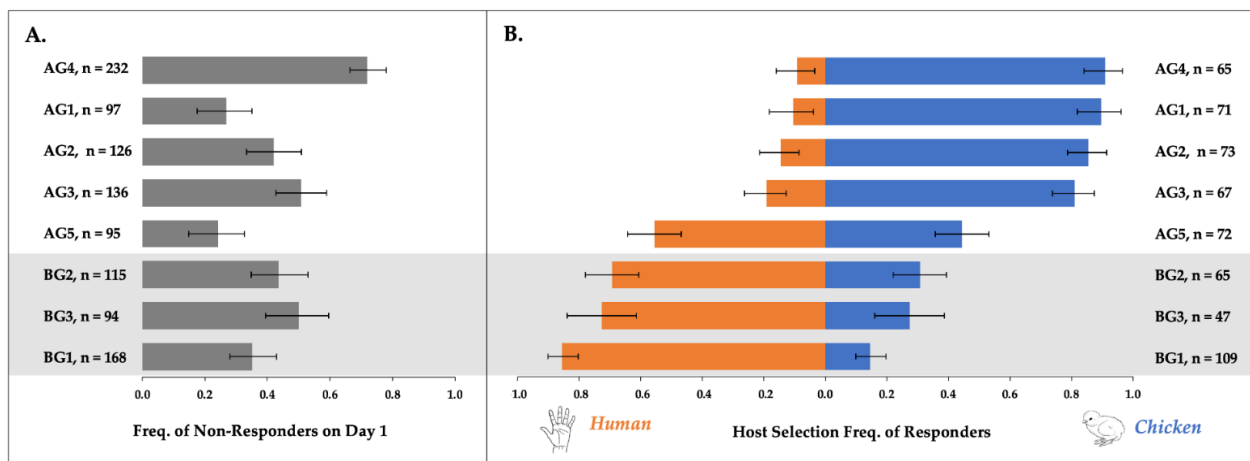 A.
AG4, n = 232
AG1, n = 97
AG2, n = 126
AG3, n = 136
AG5, n = 95
BG2, n = 115
BG3, n = 94
BG1, n = 168
0.0 0.2 0.4 0.6 0.8 1.0
Freq. of Non-Responders on Day 1
B.
AG4, n = 65
AG1, n = 71
AG2, n = 73
AG3, n = 67
AG5, n = 72
BG2, n = 65
BG3, n = 47
BG1, n = 109
1.0 0.8 0.6 0.4 0.2 0.0 0.2 0.4 0.6 0.8 1.0
Human Host Selection Freq. of Responders Chicken